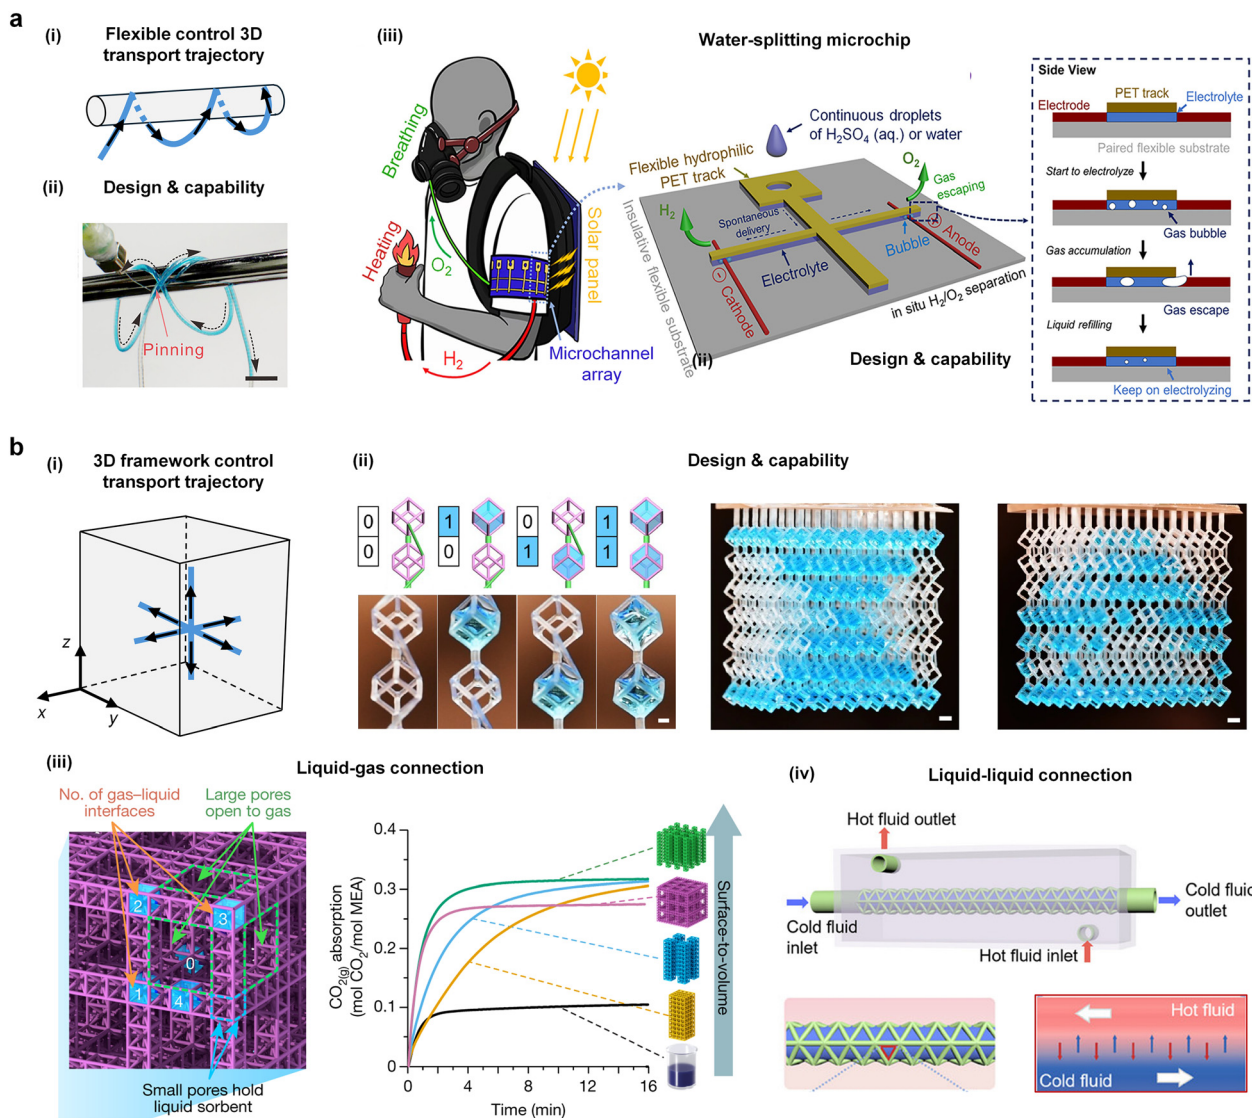 a
(i)
Flexible control 3D
transport trajectory
(ii)
Design & capability
Pinning
(iii)
Water-splitting microchip
Breathing
Heating
O2
H2
Solar
panel
Microchannel
array
Continuous droplets
of H2SO4 (aq.) or water
Flexible hydrophilic
PET track
O2
Gas
escaping
H2
Spontaneous
delivery
Insulative flexible substrate
Electrolyte
Bubble
+
Anode
-
Cathode
in situ H2/O2 separation
(ii)
Design & capability
Side View
PET track
Electrolyte
Electrode
Paired flexible substrate
Start to electrolyze
Gas bubble
Gas accumulation
Gas escape
Liquid refilling
Keep on electrolyzing
b
(i)
3D framework control
transport trajectory
z
x
y
(ii)
Design & capability
0 1 0 1
0 0 1 1
(iii)
Liquid-gas connection
No. of gas–liquid
interfaces
Large pores
open to gas
2
3
0
1
4
Small pores hold
liquid sorbent
CO2(g) absorption
(mol CO2/mol MEA)
0.4
0.3
0.2
0.1
0
0 4 8 12 16
Time (min)
Surface-to-volume
(iv)
Liquid-liquid connection
Hot fluid outlet
Cold fluid
inlet
Cold fluid
outlet
Hot fluid inlet
Hot fluid
Cold fluid